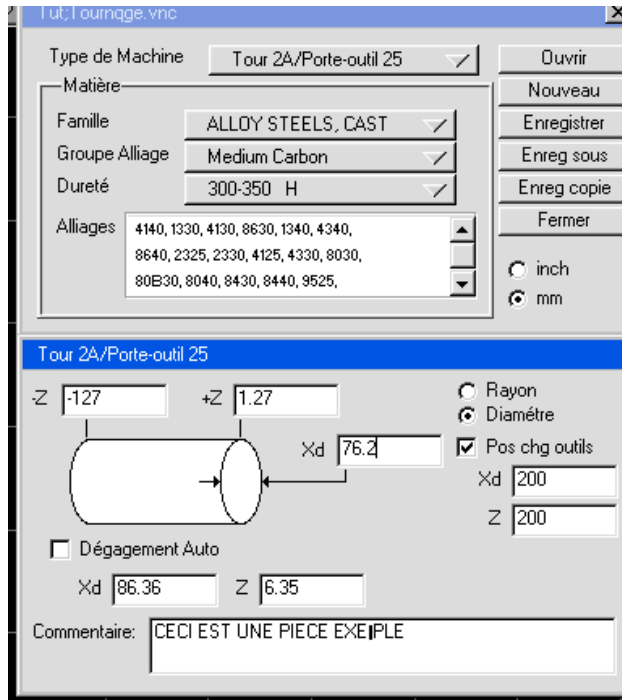 Tut;Tournqge.vnc
Type de Machine Tour 2A/Porte-outil 25 Ouvrir
Matière Nouveau
Famille ALLOY STEELS, CAST Enregistrer
Groupe Alliage Medium Carbon Enreg sous
Dureté 300-350 H Enreg copie
Alliages 4140, 1330, 4130, 8630, 1340, 4340, Fermer
8640, 2325, 2330, 4125, 4330, 8030,
80B30, 8040, 8430, 8440, 9525,
inch
mm
Tour 2A/Porte-outil 25
-Z -127 +Z 1.27 Rayon
Diamétre
Xd 76.2 Pos chg outils
Xd 200
Z 200
Dégagement Auto
Xd 86.36 Z 6.35
Commentaire: CECI EST UNE PIECE EXEIPLE